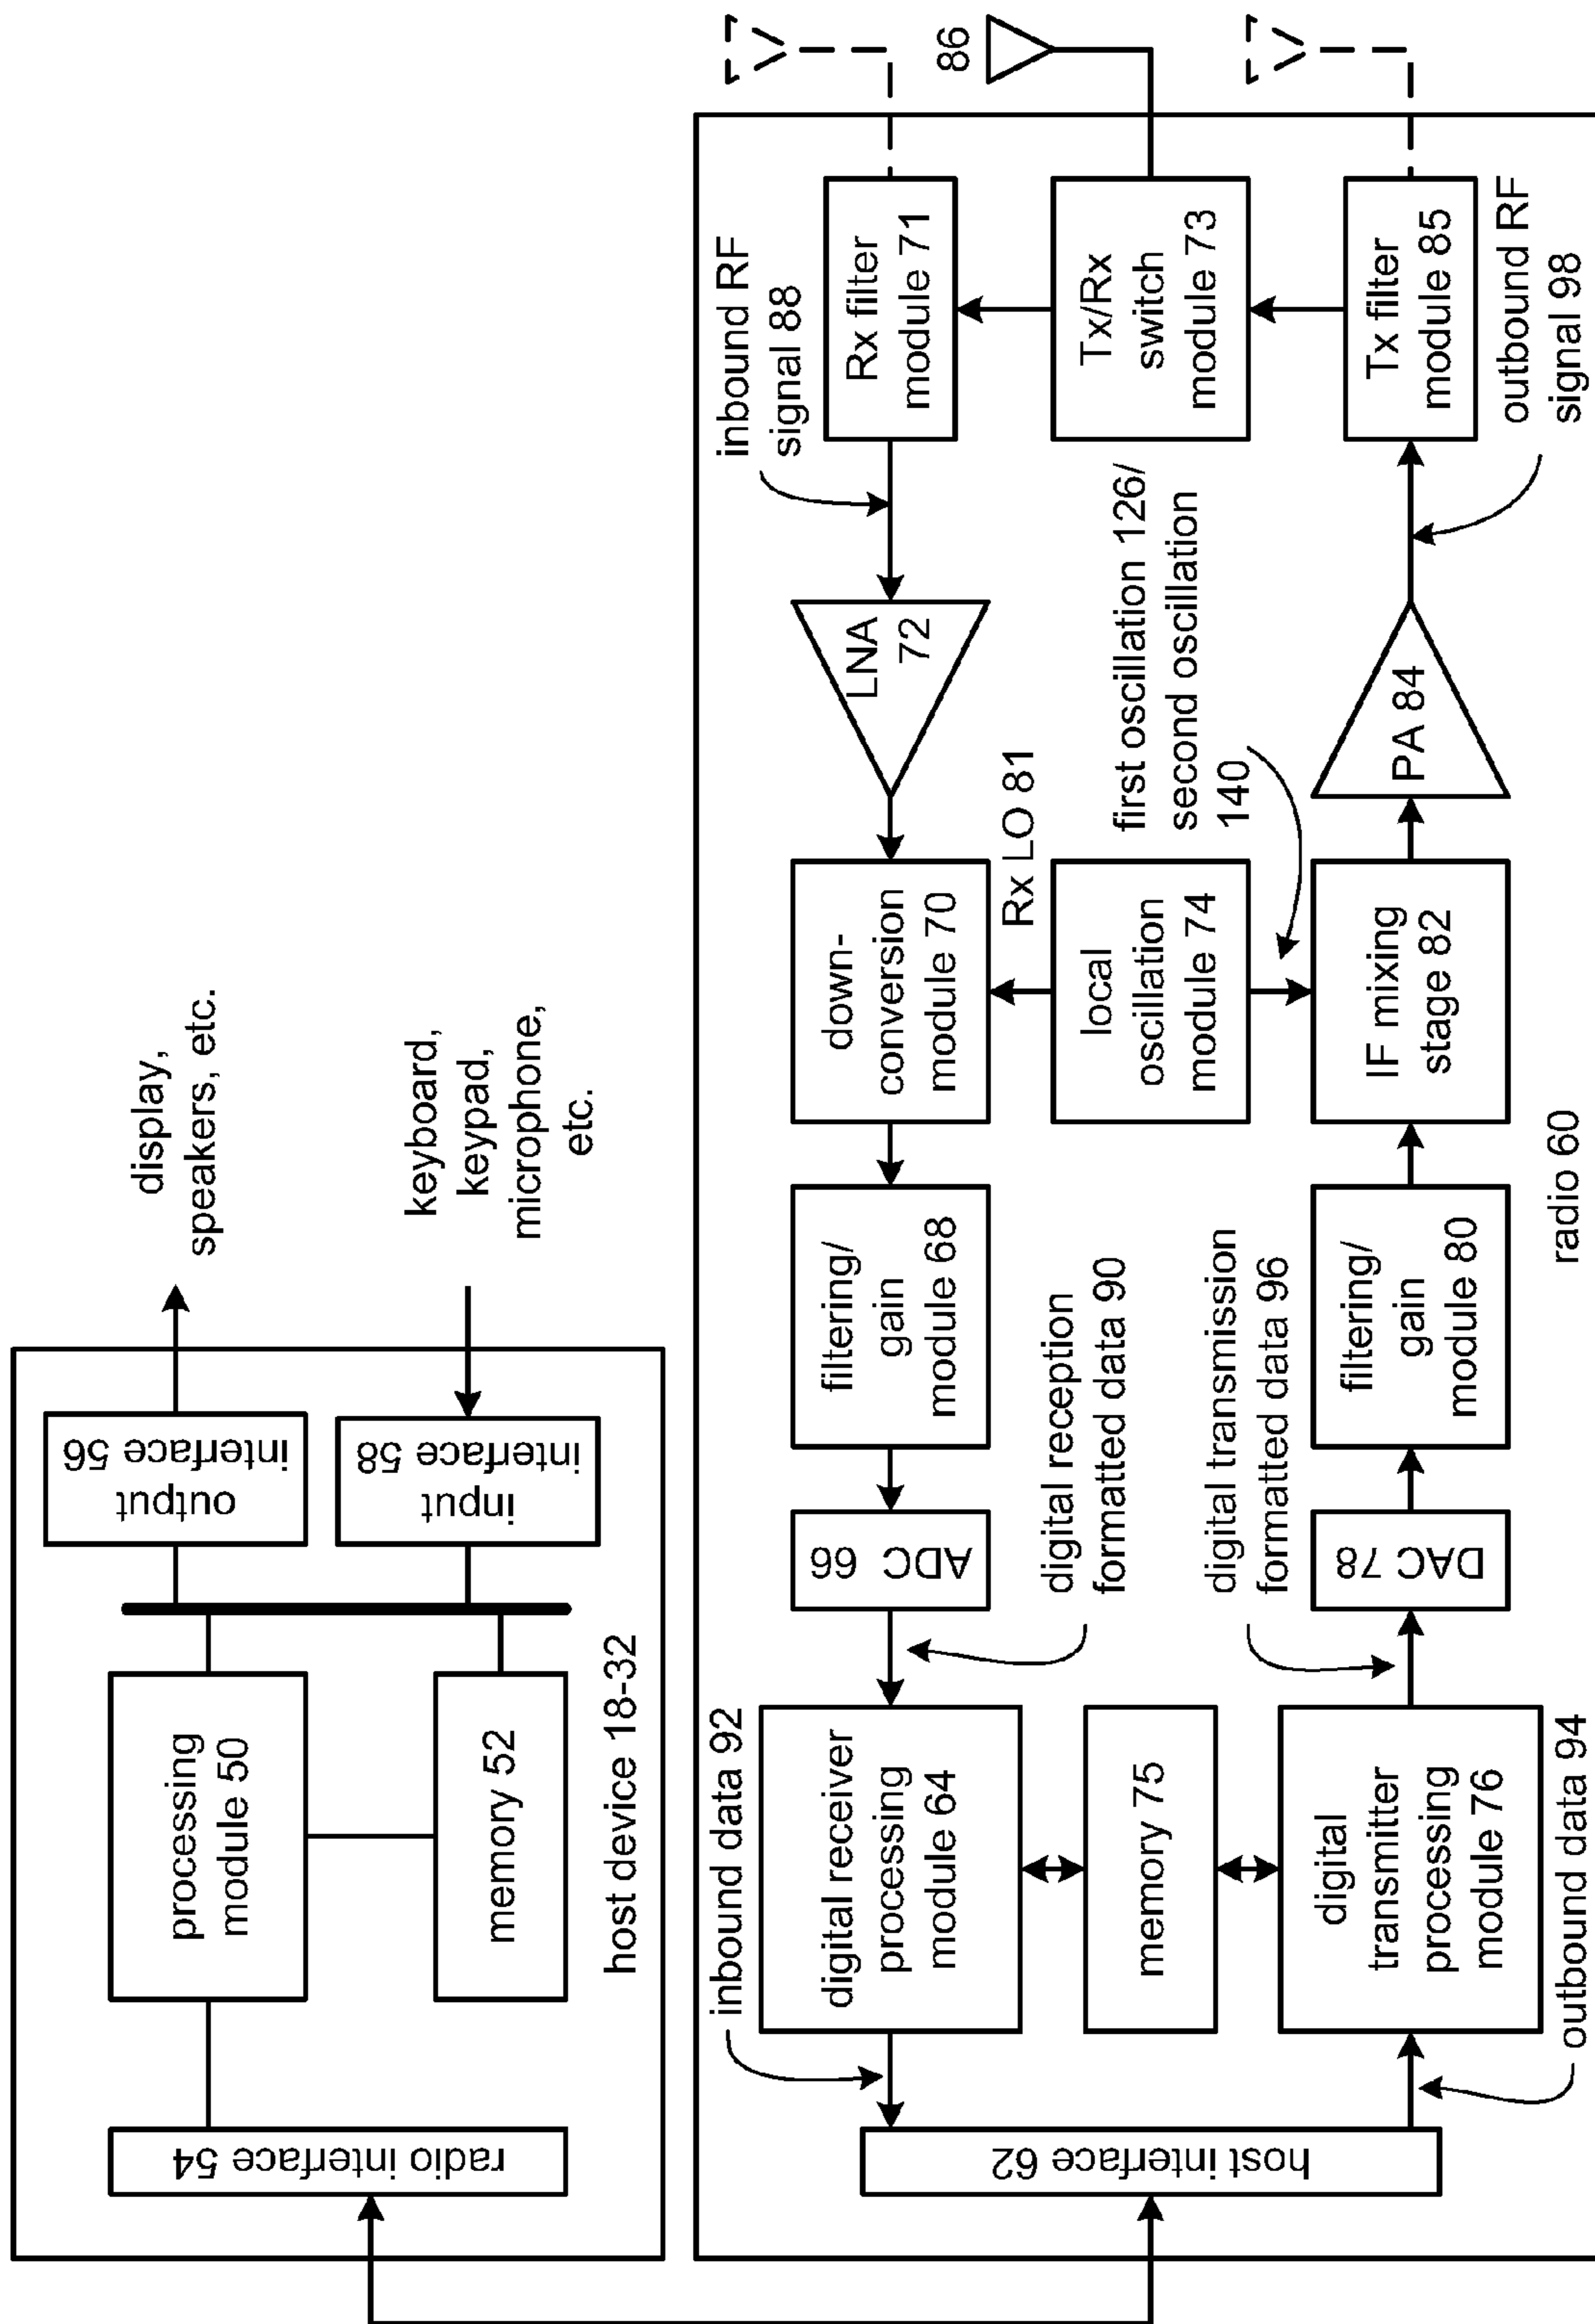 radio interface 54
processing
module 50
memory 52
output
interface 56
input
interface 58
display,
speakers, etc.
keyboard,
keypad,
microphone,
etc.
host device 18-32
host interface 62
inbound data 92
digital receiver
processing
module 64
memory 75
digital
transmitter
processing
module 76
outbound data 94
ADC 66
digital reception
formatted data 90
digital transmission
formatted data 96
DAC 78
filtering/
gain
module 68
filtering/
gain
module 80
down-
conversion
module 70
Rx LO 81
local
oscillation
module 74
first oscillation 126/
second oscillation
140
IF mixing
stage 82
radio 60
LNA
72
PA 84
inbound RF
signal 88
Rx filter
module 71
Tx/Rx
switch
module 73
Tx filter
module 85
outbound RF
signal 98
86